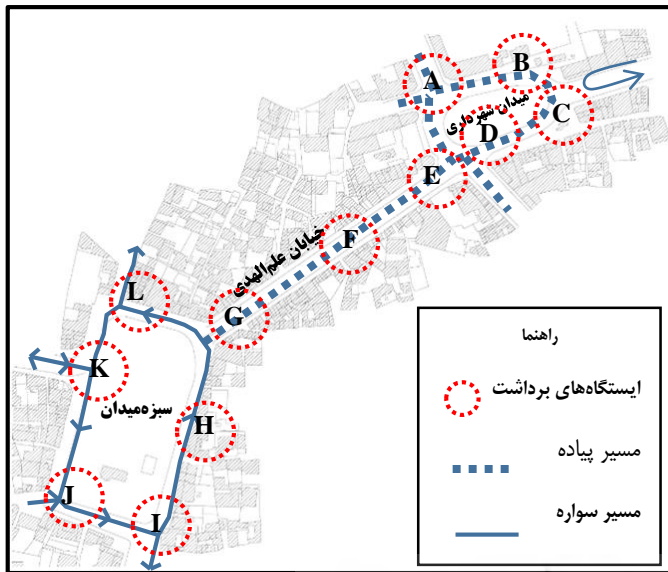 B
A
میدان شهرداری
C
D
E
خیابان علم‌الهدی
F
L
G
K
سبزه‌میدان
H
J
I
راهنما
ایستگاه‌های برداشت
مسیر پیاده
مسیر سواره